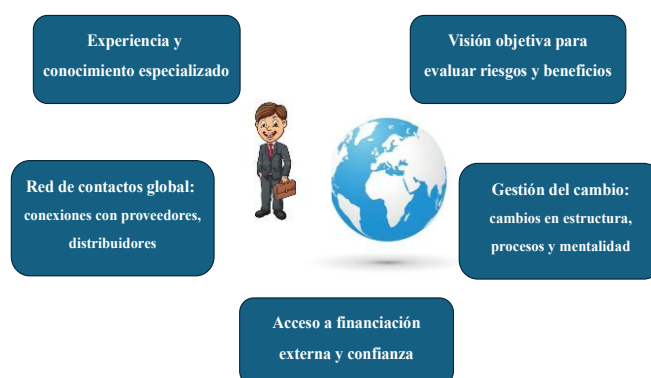 Experiencia y
conocimiento especializado
Visión objetiva para
evaluar riesgos y beneficios
Red de contactos global:
conexiones con proveedores,
distribuidores
Gestión del cambio:
cambios en estructura,
procesos y mentalidad
Acceso a financiación
externa y confianza